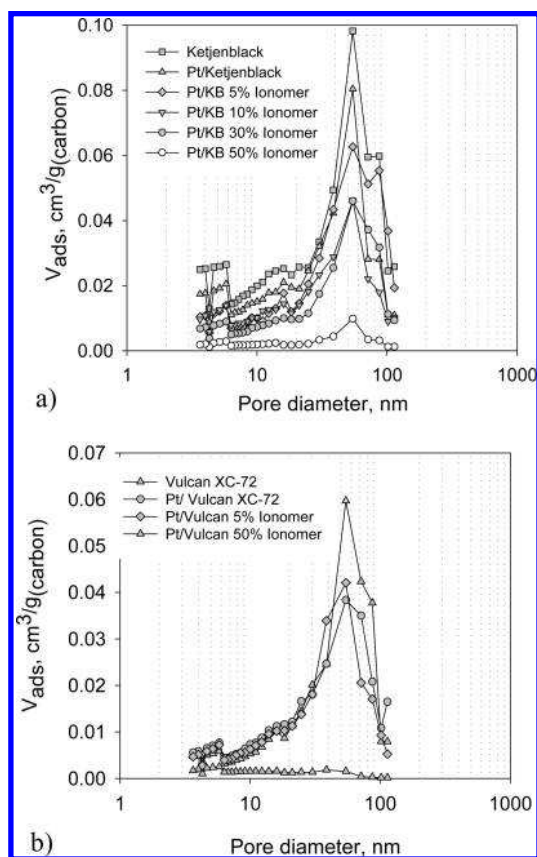 0.10
0.08
0.06
0.04
0.02
0.00
V_ads, cm³/g_(carbon)
Ketjenblack
Pt/Ketjenblack
Pt/KB 5% Ionomer
Pt/KB 10% Ionomer
Pt/KB 30% Ionomer
Pt/KB 50% Ionomer
1 10 100 1000
Pore diameter, nm
a)
0.07
0.06
0.05
0.04
0.03
0.02
0.01
0.00
V_ads, cm³/g_(carbon)
Vulcan XC-72
Pt/ Vulcan XC-72
Pt/Vulcan 5% Ionomer
Pt/Vulcan 50% Ionomer
1 10 100 1000
Pore diameter, nm
b)